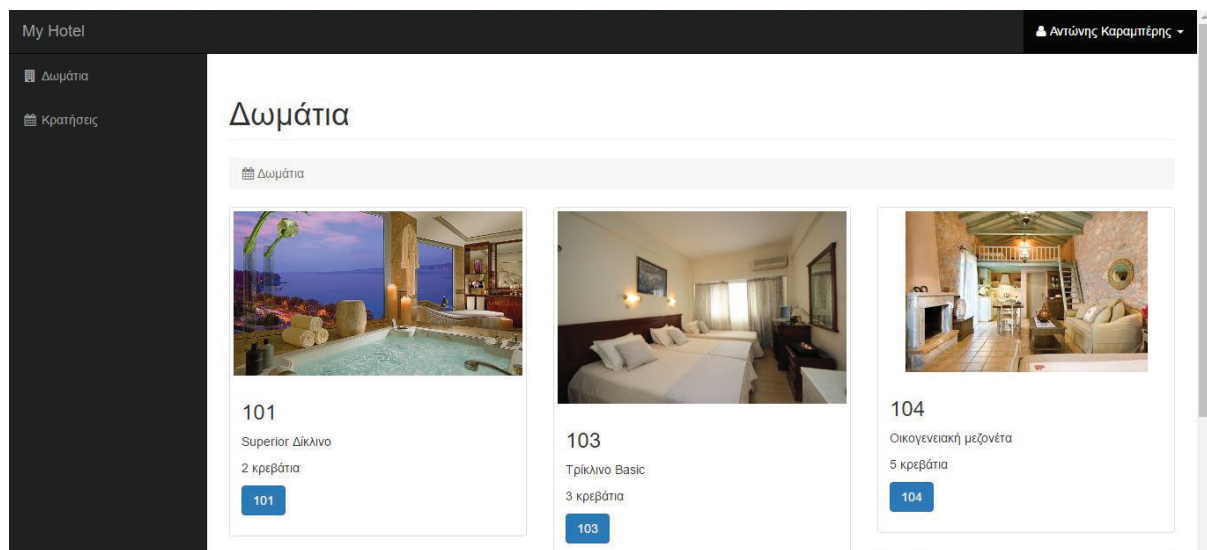 My Hotel
Αντώνης Καραμπέρης
Δωμάτια
Κρατήσεις
Δωμάτια
Δωμάτια
101
Superior Δίκλινο
2 κρεβάτια
101
103
Τρίκλινο Basic
3 κρεβάτια
103
104
Οικογενειακή μεζονέτα
5 κρεβάτια
104